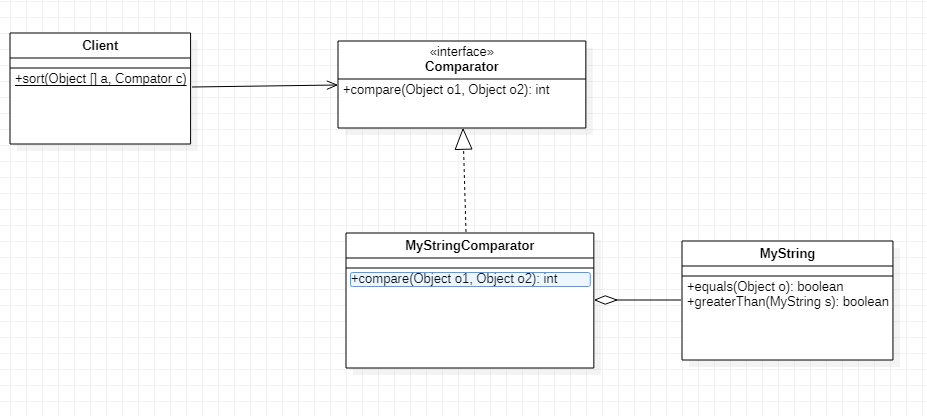 Client
+sort(Object [] a, Compator c)
«interface»
Comparator
+compare(Object o1, Object o2): int
MyStringComparator
+compare(Object o1, Object o2): int
MyString
+equals(Object o): boolean
+greaterThan(MyString s): boolean